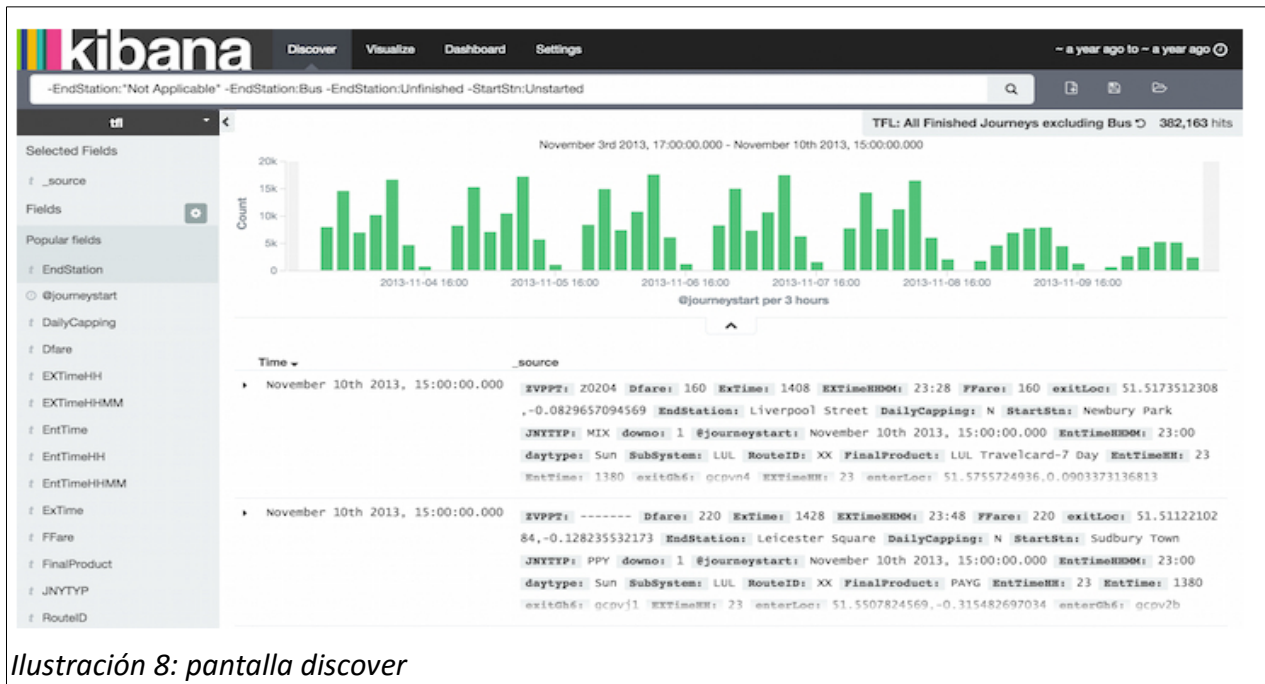 kibana Discover Visualize Dashboard Settings ~ a year ago to ~ a year ago
-EndStation:"Not Applicable" -EndStation:Bus -EndStation:Unfinished -StartStn:Unstarted
tfl
TFL: All Finished Journeys excluding Bus 382,163 hits
Selected Fields
t _source
Fields
Popular fields
t EndStation
@journeystart
t DailyCapping
t Dfare
t EXTimeHH
t EXTimeHHMM
t EntTime
t EntTimeHH
t EntTimeHHMM
t ExTime
t FFare
t FinalProduct
t JNYTYP
t RouteID
November 3rd 2013, 17:00:00.000 - November 10th 2013, 15:00:00.000
Count
20k
15k
10k
5k
0
2013-11-04 16:00 2013-11-05 16:00 2013-11-06 16:00 2013-11-07 16:00 2013-11-08 16:00 2013-11-09 16:00
@journeystart per 3 hours
Time _source
November 10th 2013, 15:00:00.000 ZVPPT: Z0204 Dfare: 160 ExTime: 1408 EXTimeHHMM: 23:28 FFare: 160 exitLoc: 51.5173512308
,-0.0829657094569 EndStation: Liverpool Street DailyCapping: N StartStn: Newbury Park
JNYTYP: MIX downo: 1 @journeystart: November 10th 2013, 15:00:00.000 EntTimeHHMM: 23:00
daytype: Sun SubSystem: LUL RouteID: XX FinalProduct: LUL Travelcard-7 Day EntTimeHH: 23
EntTime: 1380 exitGh6: gcpvn4 EXTimeHH: 23 enterLoc: 51.5755724936,0.0903373136813
November 10th 2013, 15:00:00.000 ZVPPT: ------- Dfare: 220 ExTime: 1428 EXTimeHHMM: 23:48 FFare: 220 exitLoc: 51.51122102
84,-0.128235532173 EndStation: Leicester Square DailyCapping: N StartStn: Sudbury Town
JNYTYP: PPY downo: 1 @journeystart: November 10th 2013, 15:00:00.000 EntTimeHHMM: 23:00
daytype: Sun SubSystem: LUL RouteID: XX FinalProduct: PAYG EntTimeHH: 23 EntTime: 1380
exitGh6: gcpvj1 EXTimeHH: 23 enterLoc: 51.5507824569,-0.315482697034 enterGh6: gcpv2b
Ilustración 8: pantalla discover